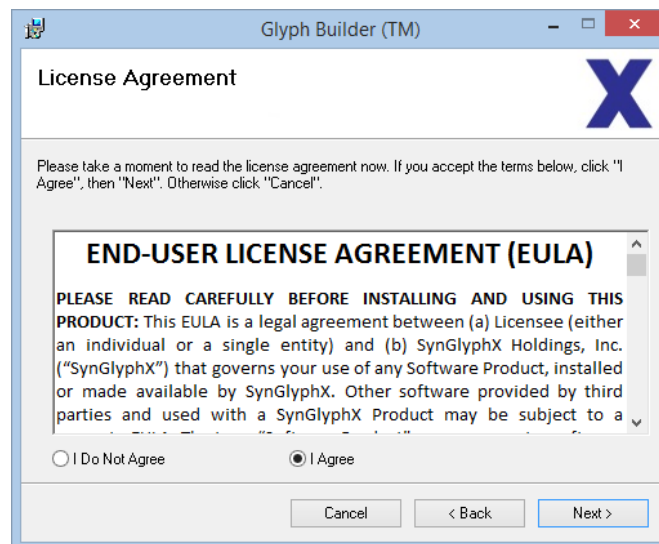 Glyph Builder (TM)
License Agreement
X
Please take a moment to read the license agreement now. If you accept the terms below, click "I
Agree", then "Next". Otherwise click "Cancel".
END-USER LICENSE AGREEMENT (EULA)
PLEASE READ CAREFULLY BEFORE INSTALLING AND USING THIS
PRODUCT: This EULA is a legal agreement between (a) Licensee (either
an individual or a single entity) and (b) SynGlyphX Holdings, Inc.
(“SynGlyphX”) that governs your use of any Software Product, installed
or made available by SynGlyphX. Other software provided by third
parties and used with a SynGlyphX Product may be subject to a
I Do Not Agree
I Agree
Cancel
< Back
Next >